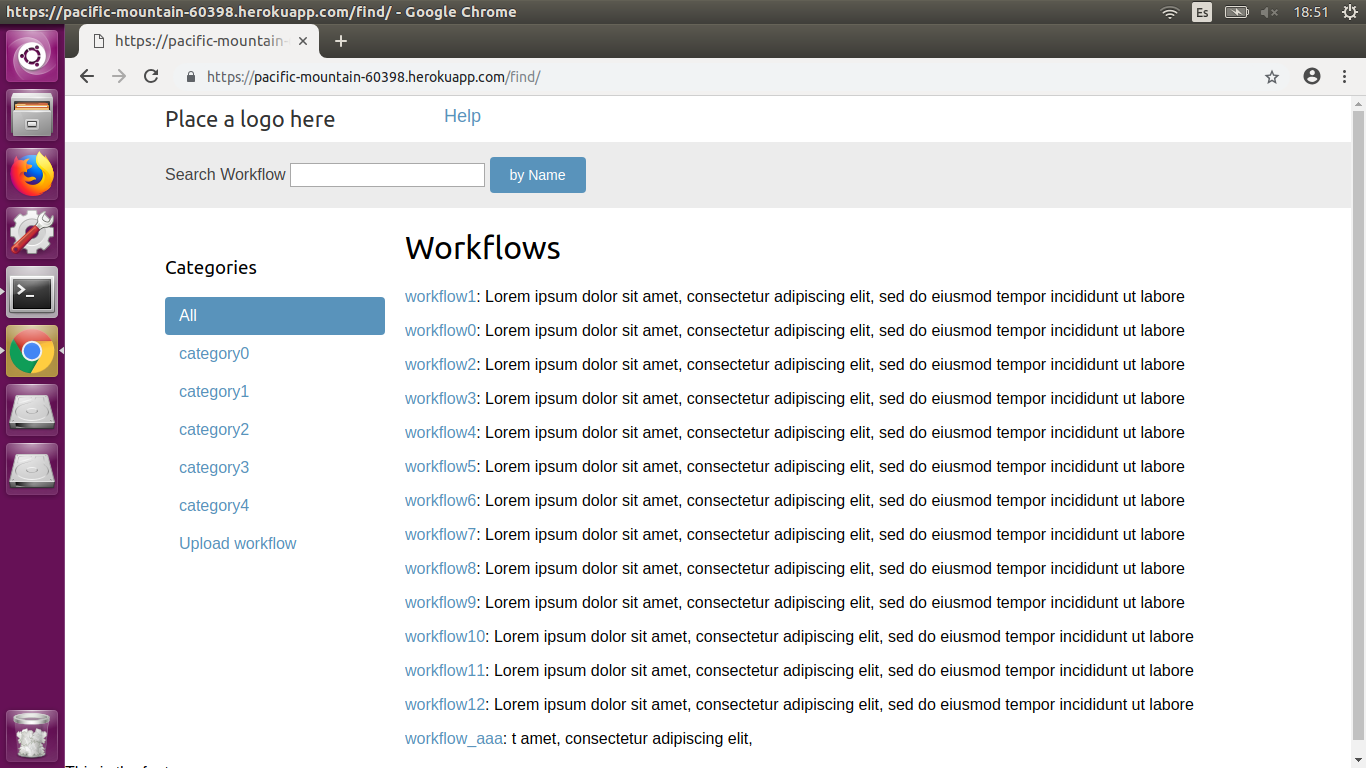 https://pacific-mountain-60398.herokuapp.com/find/ - Google Chrome
Es
18:51
https://pacific-mountain-
https://pacific-mountain-60398.herokuapp.com/find/
Place a logo here
Help
Search Workflow
by Name
Categories
All
category0
category1
category2
category3
category4
Upload workflow
Workflows
workflow1: Lorem ipsum dolor sit amet, consectetur adipiscing elit, sed do eiusmod tempor incididunt ut labore
workflow0: Lorem ipsum dolor sit amet, consectetur adipiscing elit, sed do eiusmod tempor incididunt ut labore
workflow2: Lorem ipsum dolor sit amet, consectetur adipiscing elit, sed do eiusmod tempor incididunt ut labore
workflow3: Lorem ipsum dolor sit amet, consectetur adipiscing elit, sed do eiusmod tempor incididunt ut labore
workflow4: Lorem ipsum dolor sit amet, consectetur adipiscing elit, sed do eiusmod tempor incididunt ut labore
workflow5: Lorem ipsum dolor sit amet, consectetur adipiscing elit, sed do eiusmod tempor incididunt ut labore
workflow6: Lorem ipsum dolor sit amet, consectetur adipiscing elit, sed do eiusmod tempor incididunt ut labore
workflow7: Lorem ipsum dolor sit amet, consectetur adipiscing elit, sed do eiusmod tempor incididunt ut labore
workflow8: Lorem ipsum dolor sit amet, consectetur adipiscing elit, sed do eiusmod tempor incididunt ut labore
workflow9: Lorem ipsum dolor sit amet, consectetur adipiscing elit, sed do eiusmod tempor incididunt ut labore
workflow10: Lorem ipsum dolor sit amet, consectetur adipiscing elit, sed do eiusmod tempor incididunt ut labore
workflow11: Lorem ipsum dolor sit amet, consectetur adipiscing elit, sed do eiusmod tempor incididunt ut labore
workflow12: Lorem ipsum dolor sit amet, consectetur adipiscing elit, sed do eiusmod tempor incididunt ut labore
workflow_aaa: t amet, consectetur adipiscing elit,